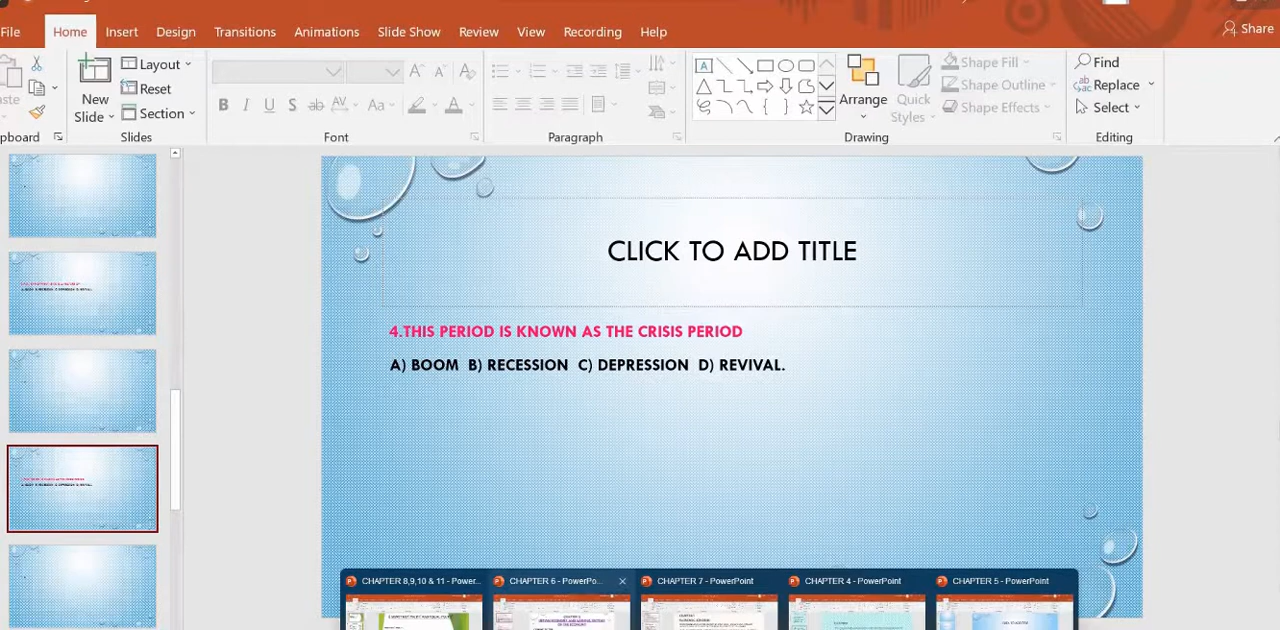 File Home Insert Design Transitions Animations Slide Show Review View Recording Help Share
Layout
Reset
Section
New
Slide
Slides
B I U S ab AV Aa A
Font
Paragraph
Arrange
Quick
Styles
Drawing
Shape Fill
Shape Outline
Shape Effects
Find
Replace
Select
Editing
CLICK TO ADD TITLE
4.THIS PERIOD IS KNOWN AS THE CRISIS PERIOD
A) BOOM B) RECESSION C) DEPRESSION D) REVIVAL.
CHAPTER 8,9,10 & 11 - Power... CHAPTER 6 - PowerPo... CHAPTER 7 - PowerPoint CHAPTER 4 - PowerPoint CHAPTER 5 - PowerPoint